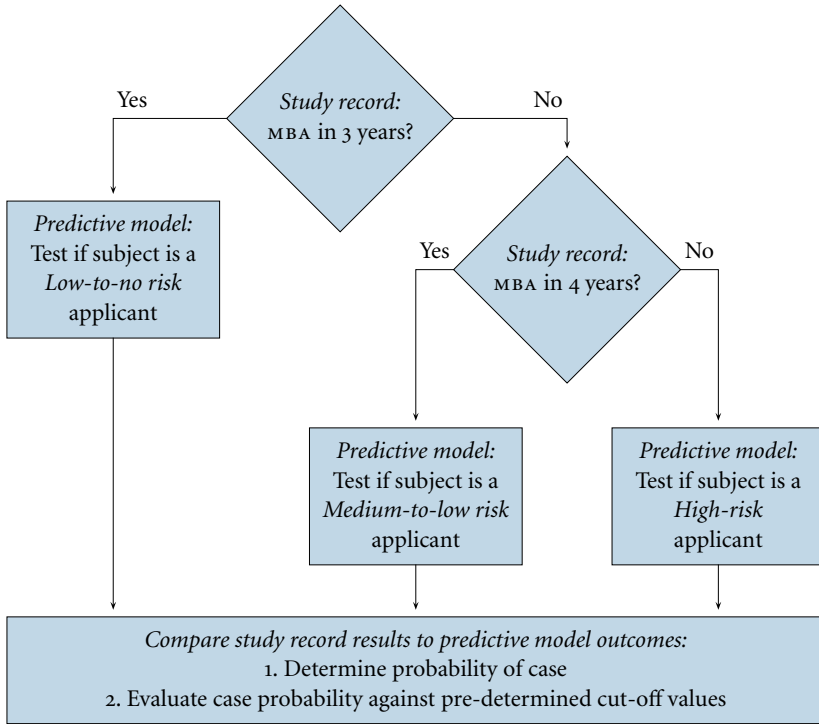 Yes
Study record:
MBA in 3 years?
No
Predictive model:
Test if subject is a
Low-to-no risk
applicant
Yes
Study record:
MBA in 4 years?
No
Predictive model:
Test if subject is a
Medium-to-low risk
applicant
Predictive model:
Test if subject is a
High-risk
applicant
Compare study record results to predictive model outcomes:
1. Determine probability of case
2. Evaluate case probability against pre-determined cut-off values